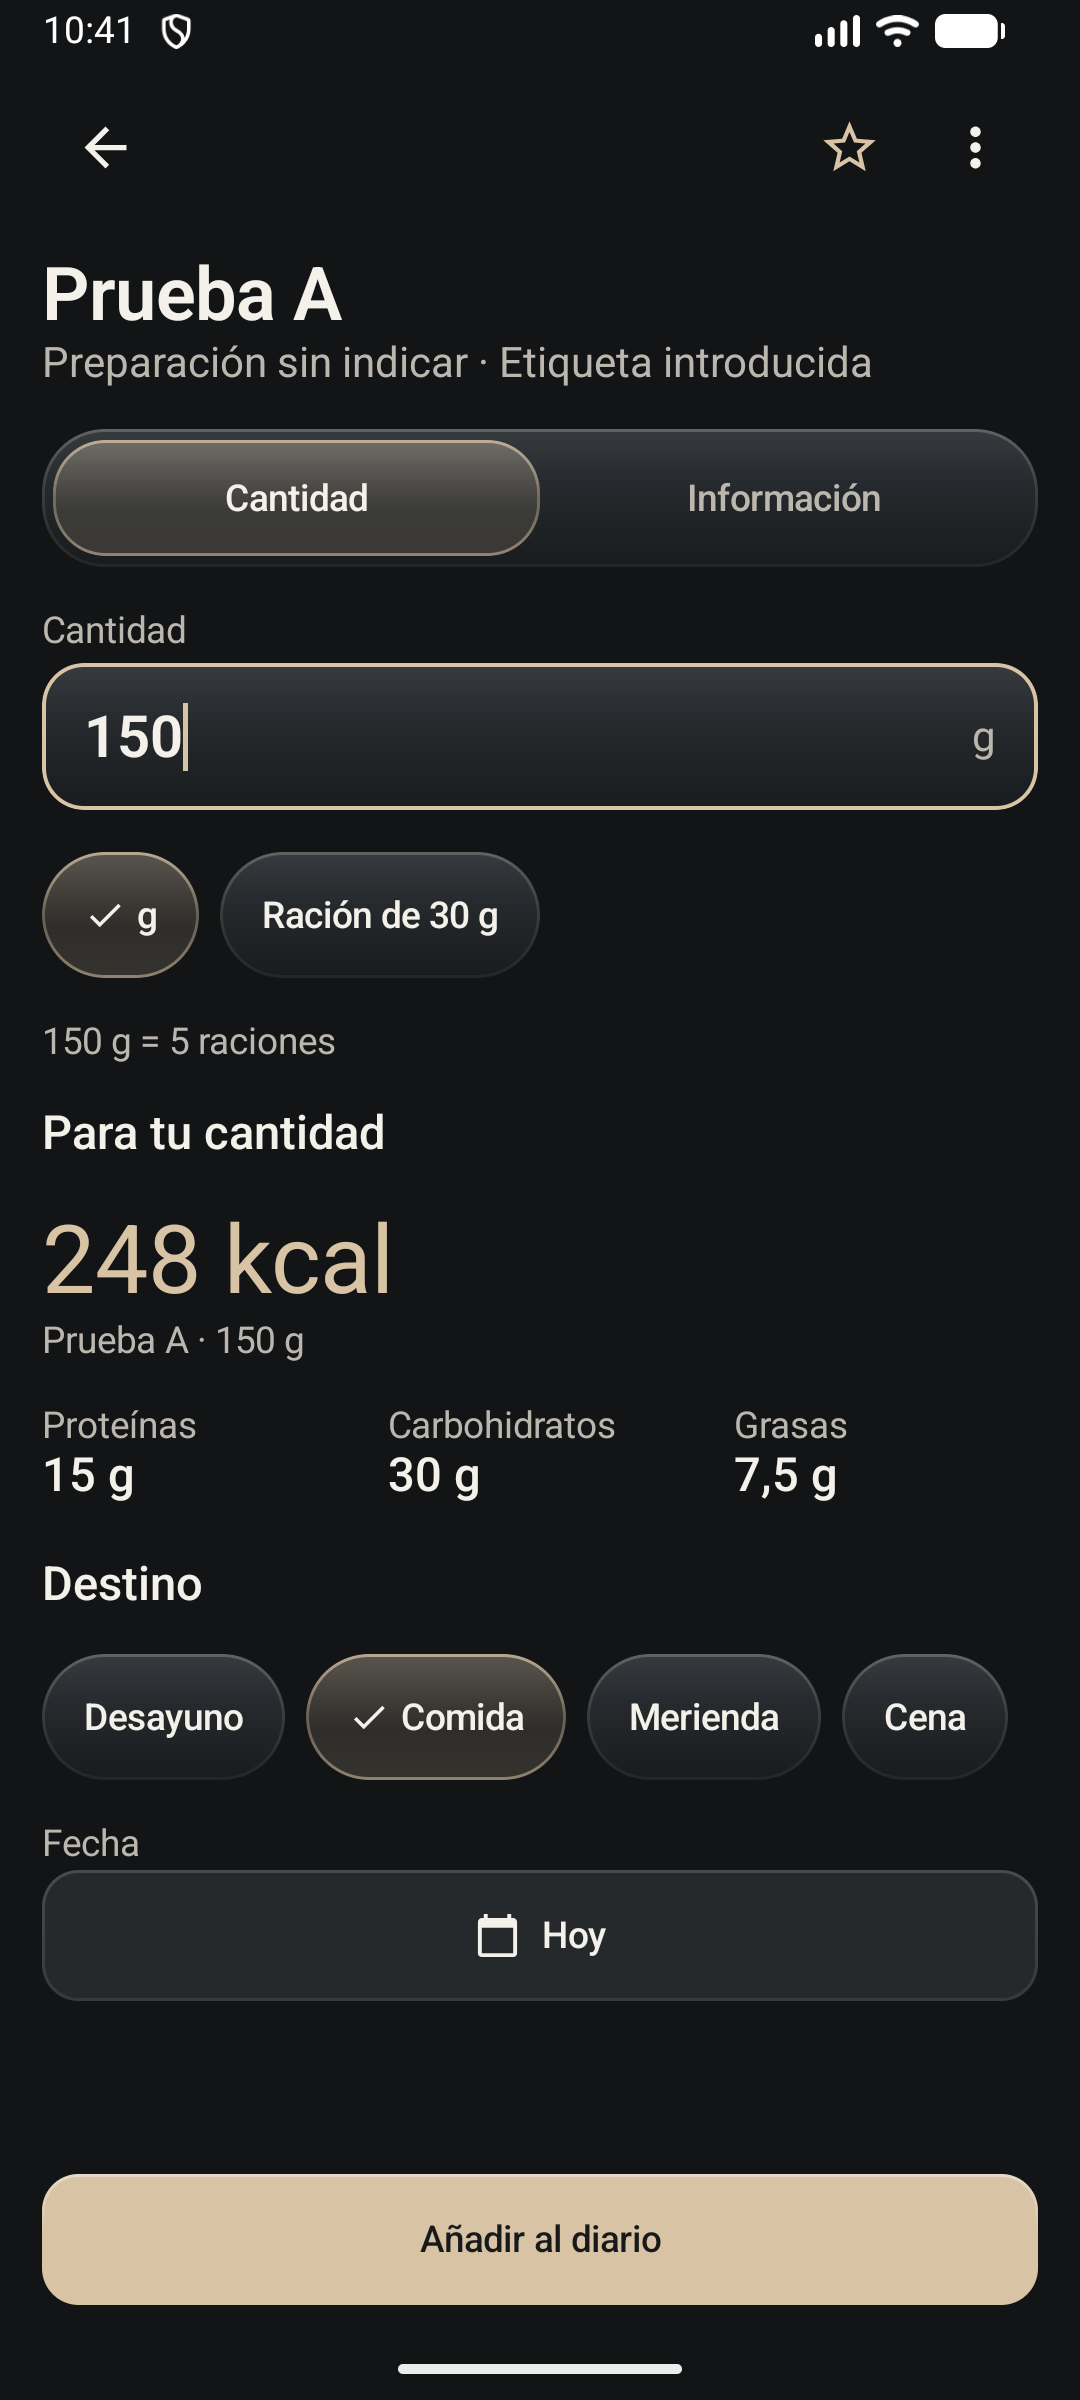 10:41
Prueba A
Preparación sin indicar · Etiqueta introducida
Cantidad
Información
Cantidad
150
g
g
Ración de 30 g
150 g = 5 raciones
Para tu cantidad
248 kcal
Prueba A · 150 g
Proteínas
Carbohidratos
Grasas
15 g
30 g
7,5 g
Destino
Desayuno
Comida
Merienda
Cena
Fecha
Hoy
Añadir al diario